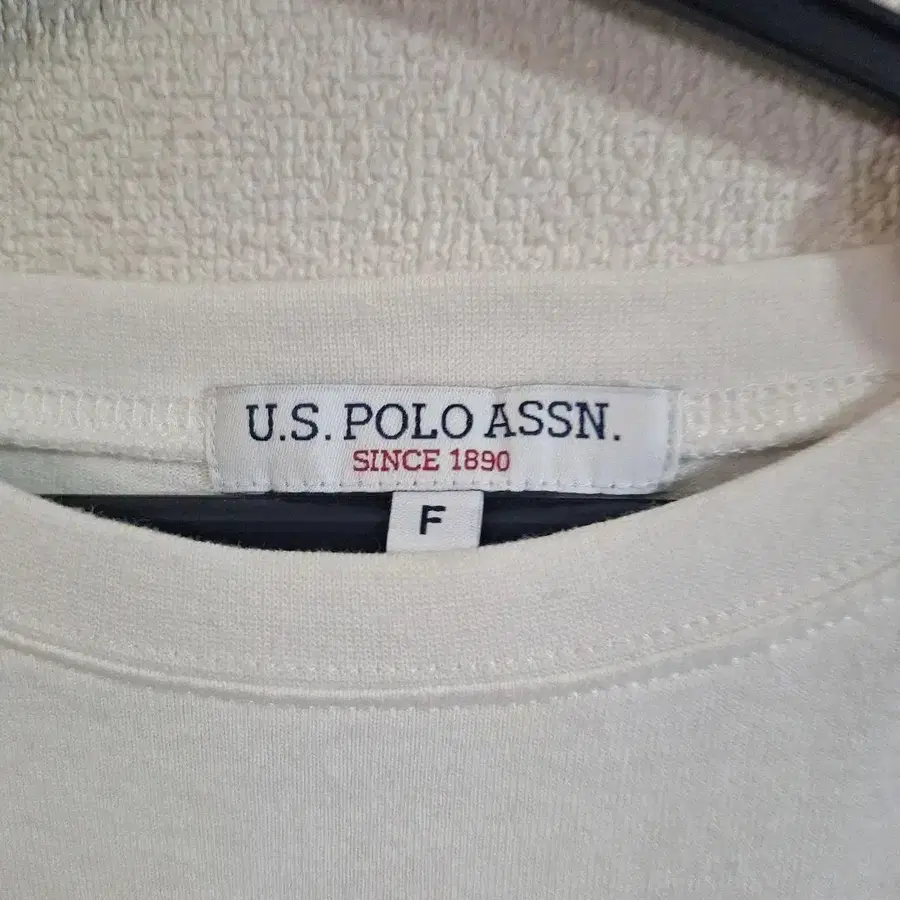 U.S. POLO ASSN.
SINCE 1890
F